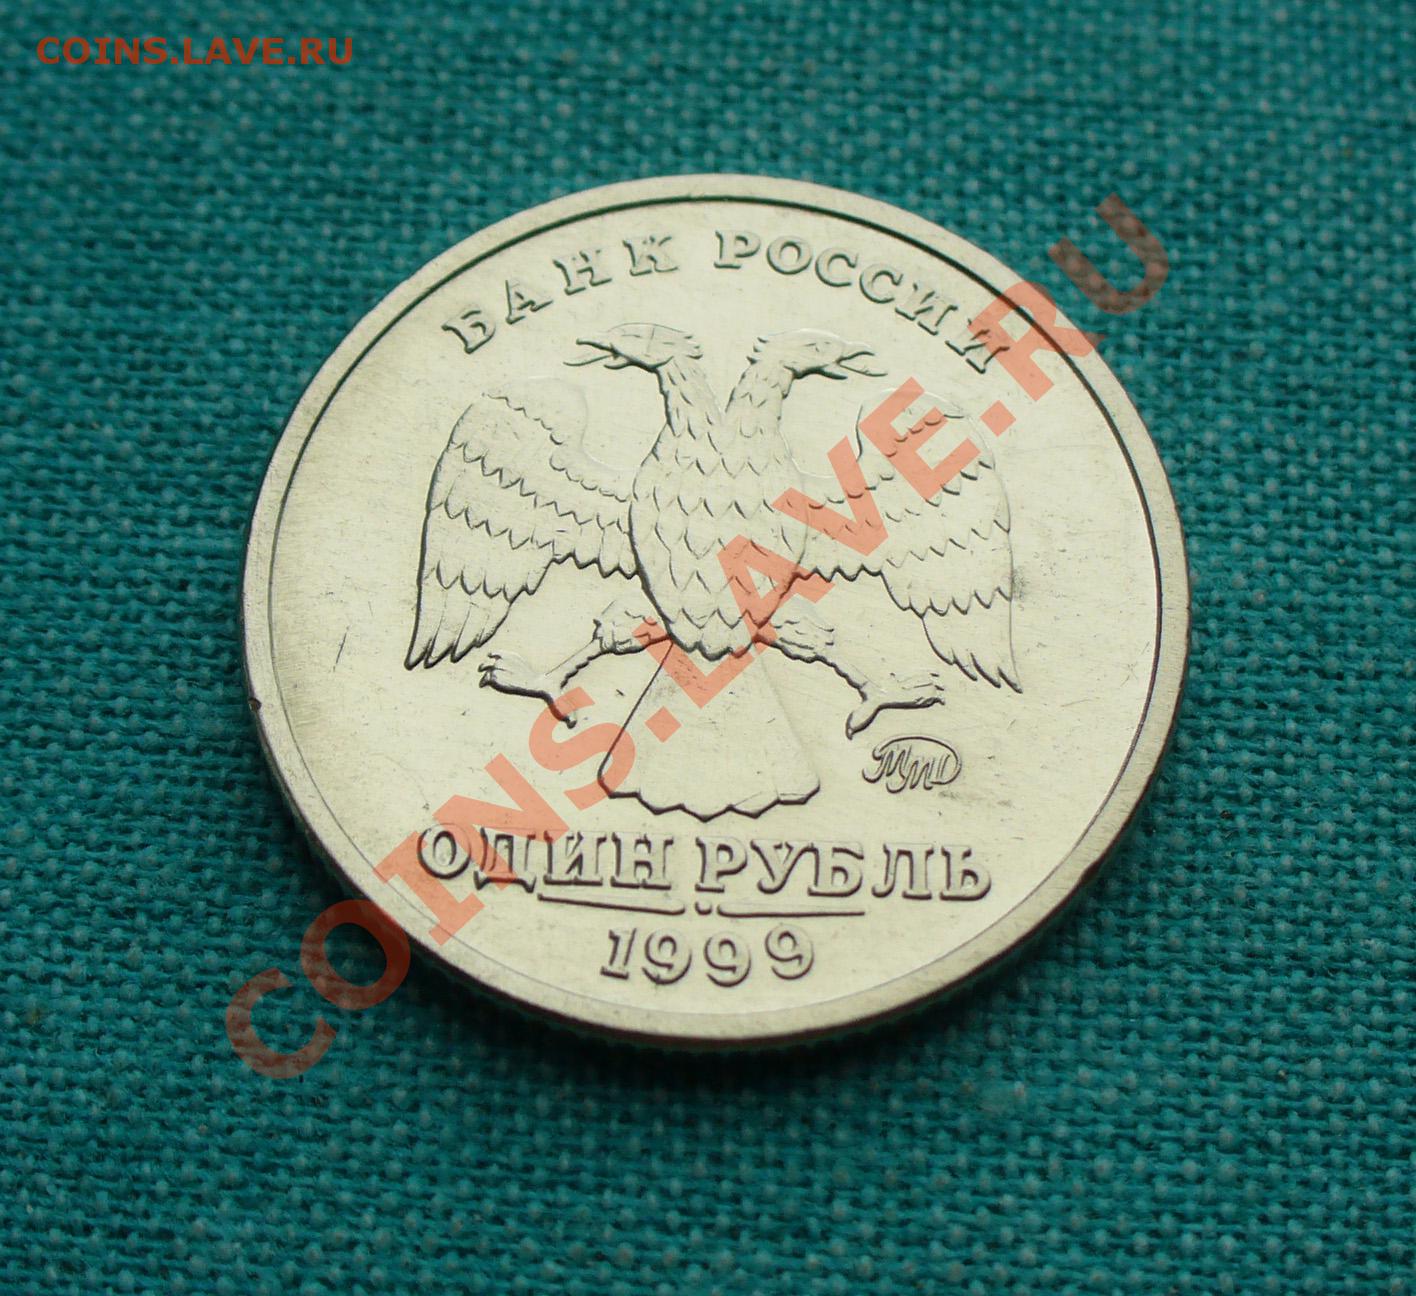 COINS.LAVE.RU
БАНК РОССИИ
COINS.LAVE.RU
ММД
ОДИН РУБЛЬ
1999